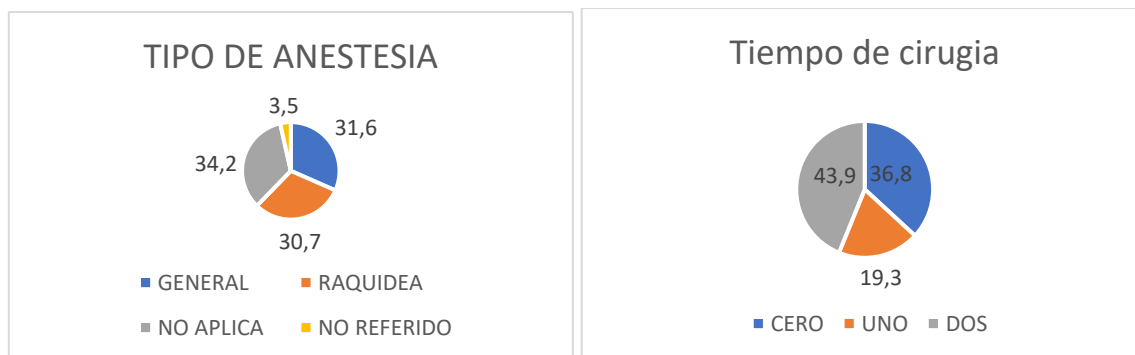 TIPO DE ANESTESIA
3,5
31,6
34,2
30,7
GENERAL
RAQUIDEA
NO APLICA
NO REFERIDO
Tiempo de cirugia
43,9
36,8
19,3
CERO
UNO
DOS